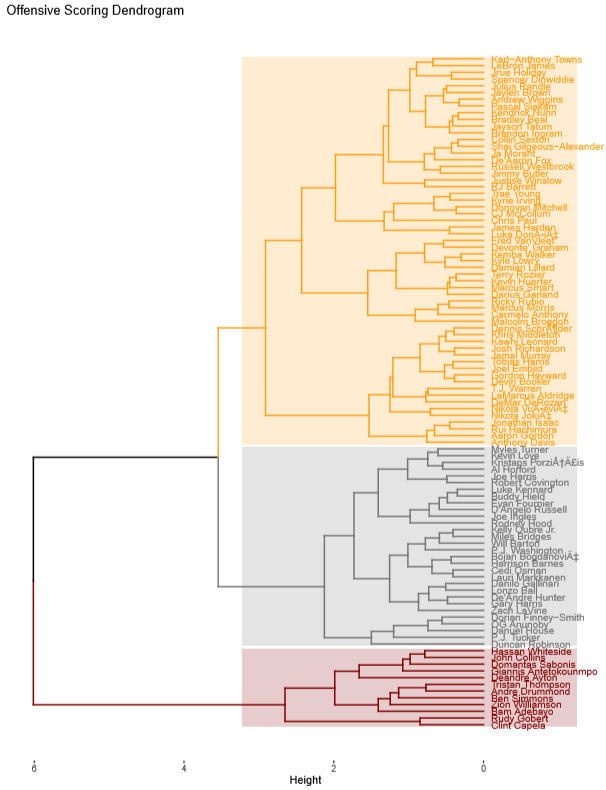 Offensive Scoring Dendrogram
Karl−Anthony Towns
LeBron James
Jrue Holiday
Spencer Dinwiddie
Julius Randle
Jaylen Brown
Andrew Wiggins
Pascal Siakam
Kendrick Nunn
Bradley Beal
Jayson Tatum
Brandon Ingram
Collin Sexton
Shai Gilgeous−Alexander
Ja Morant
De'Aaron Fox
Russell Westbrook
Jimmy Butler
Justise Winslow
RJ Barrett
Trae Young
Kyrie Irving
Donovan Mitchell
CJ McCollum
Chris Paul
James Harden
Luka DonÄ•iÄ‡
Fred VanVleet
Devonte' Graham
Kemba Walker
Kyle Lowry
Damian Lillard
Terry Rozier
Kevin Huerter
Marcus Smart
Darius Garland
Ricky Rubio
Marcus Morris
Carmelo Anthony
Malcolm Brogdon
Dennis SchrÃ¶der
Khris Middleton
Kawhi Leonard
Josh Richardson
Jamal Murray
Tobias Harris
Joel Embiid
Gordon Hayward
Devin Booker
T.J. Warren
LaMarcus Aldridge
DeMar DeRozan
Nikola VuÄ•eviÄ‡
Nikola JokiÄ‡
Jonathan Isaac
Rui Hachimura
Aaron Gordon
Anthony Davis
Myles Turner
Kevin Love
Kristaps PorziÅ†Ä£is
Al Horford
Joe Harris
Robert Covington
Luke Kennard
Buddy Hield
Evan Fournier
D'Angelo Russell
Joe Ingles
Rodney Hood
Kelly Oubre Jr.
Miles Bridges
Will Barton
P.J. Washington
Bojan BogdanoviÄ‡
Harrison Barnes
Cedi Osman
Lauri Markkanen
Danilo Gallinari
Lonzo Ball
De'Andre Hunter
Gary Harris
Zach LaVine
Dorian Finney−Smith
OG Anunoby
Danuel House
P.J. Tucker
Duncan Robinson
Hassan Whiteside
John Collins
Domantas Sabonis
Giannis Antetokounmpo
Deandre Ayton
Tristan Thompson
Andre Drummond
Ben Simmons
Zion Williamson
Bam Adebayo
Rudy Gobert
Clint Capela
6 4 2 0
Height